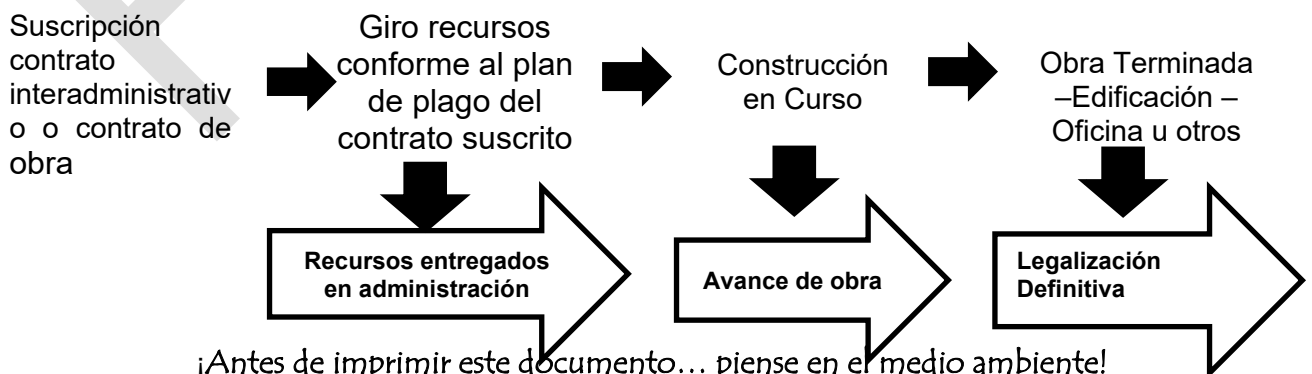 Suscripción
contrato
interadministrativ
o o contrato de
obra
Giro recursos
conforme al plan
de plago del
contrato suscrito
Construcción
en Curso
Obra Terminada
–Edificación –
Oficina u otros
Recursos entregados
en administración
Avance de obra
Legalización
Definitiva
¡Antes de imprimir este documento… piense en el medio ambiente!